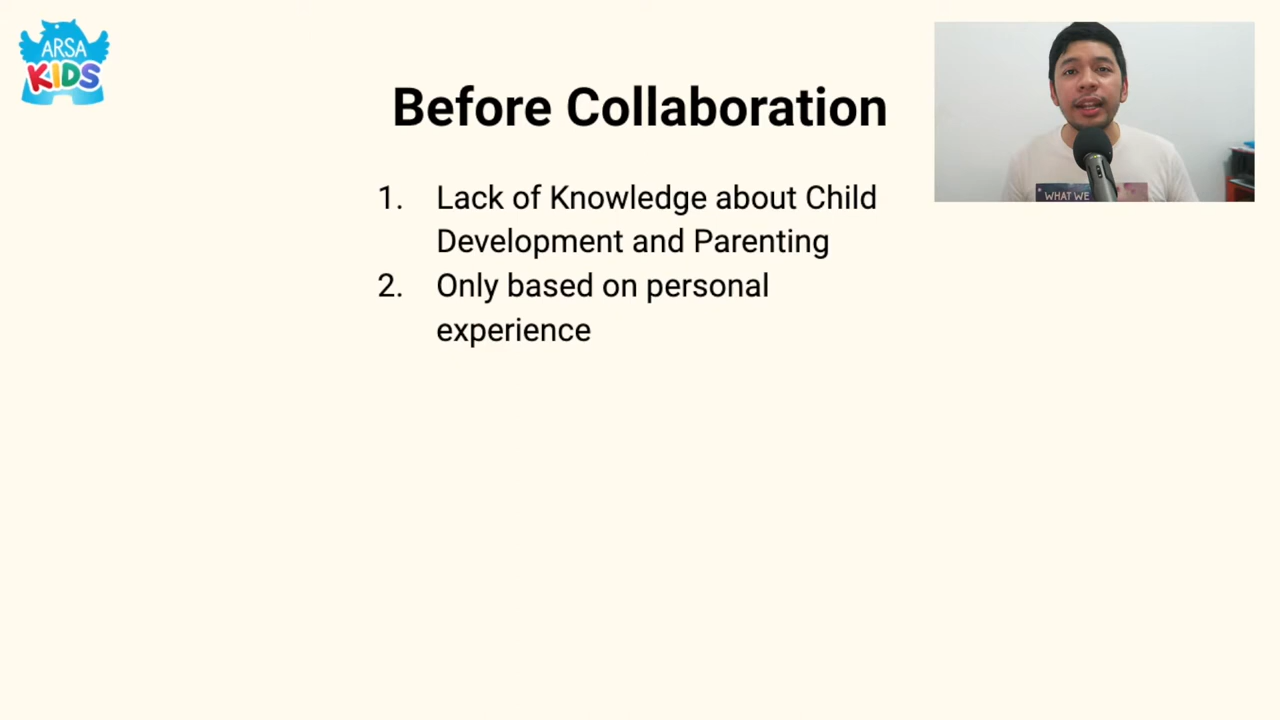 ARSA
KIDS
Before Collaboration
1. Lack of Knowledge about Child
Development and Parenting
2. Only based on personal
experience
WHAT WE